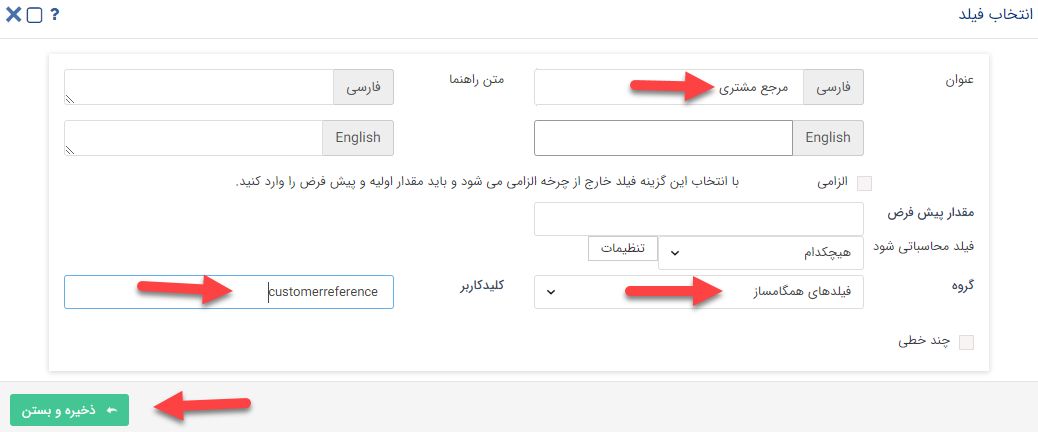 انتخاب فیلد
?
عنوان
فارسی
مرجع مشتری
متن راهنما
فارسی
English
English
الزامی
با انتخاب این گزینه فیلد خارج از چرخه الزامی می شود و باید مقدار اولیه و پیش فرض را وارد کنید.
مقدار پیش فرض
فیلد محاسباتی شود
هیچکدام
تنظیمات
گروه
فیلدهای همگامساز
کلیدکاربر
customerreference
چند خطی
ذخیره و بستن